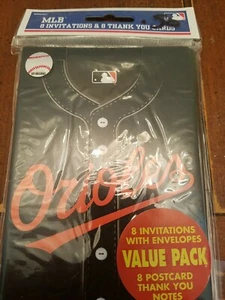 MLB
8 INVITATIONS & 8 THANK YOU CARDS
Orioles
8 INVITATIONS
WITH ENVELOPES
VALUE PACK
8 POSTCARD
THANK YOU
NOTES